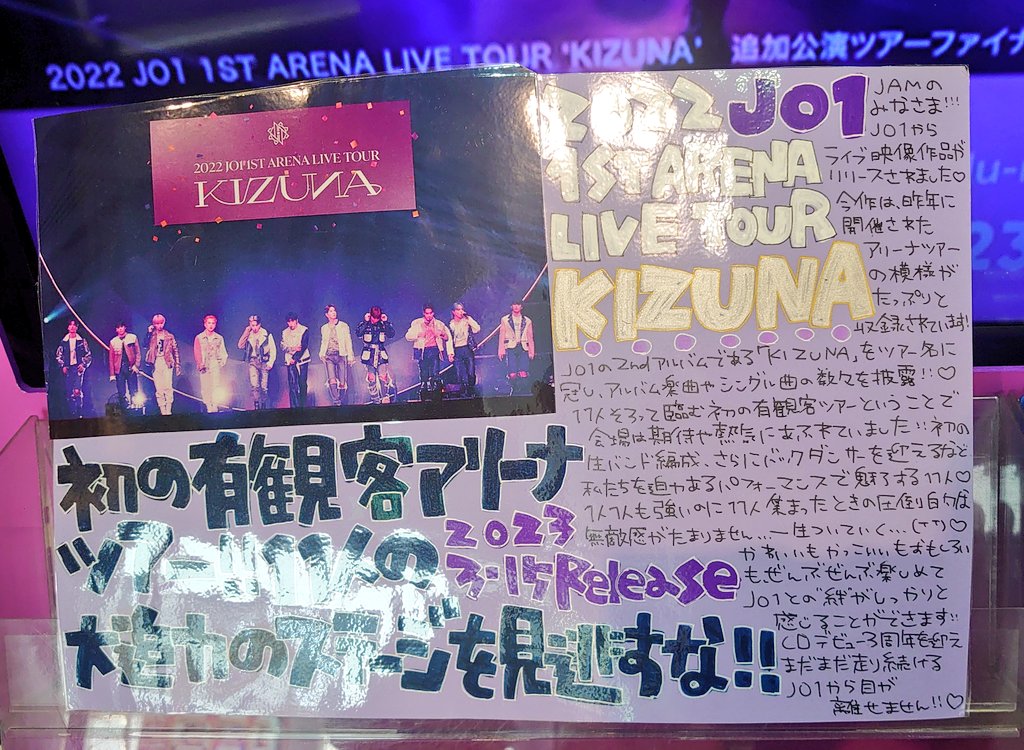 2022 JO1 1ST ARENA LIVE TOUR 'KIZUNA' 追加公演ツアーファイナ
2022 JO1 1ST ARENA LIVE TOUR
KIZUNA
2022 JO1
1ST ARENA
LIVE TOUR
KIZUNA
JAMの
みなさま!!!
JO1から
ライブ映像作品が
リリースされました♡
今作は、昨年に
開催された
アリーナツアー
の模様が
たっぷりと
収録されています!
JO1の2ndアルバムである「KIZUNA」をツアー名に
冠し、アルバム楽曲やシングル曲の数々を披露!!♡
11人そろって臨む初の有観客ツアーということで
会場は期待や熱気にあふれていました!!初の
生バンド編成、さらにバックダンサーを迎えるなど
私たちを迫力あるパフォーマンスで魅了する11人♡
1人1人も強いのに11人集まったときの圧倒的な
無敵感がたまりません…一生ついていく…(泣)♡
かわいいもかっこいいもおもしろい
もぜんぶぜんぶ楽しめて
JO1との"絆"がしっかりと
感じることができます!!
CDデビュー3周年を迎え
まだまだ走り続ける
JO1から目が
離せません!!♡
初の有観客アリーナ
ツアー
の
2023
3.15 Release
大迫力のステージを見逃すな!!
23